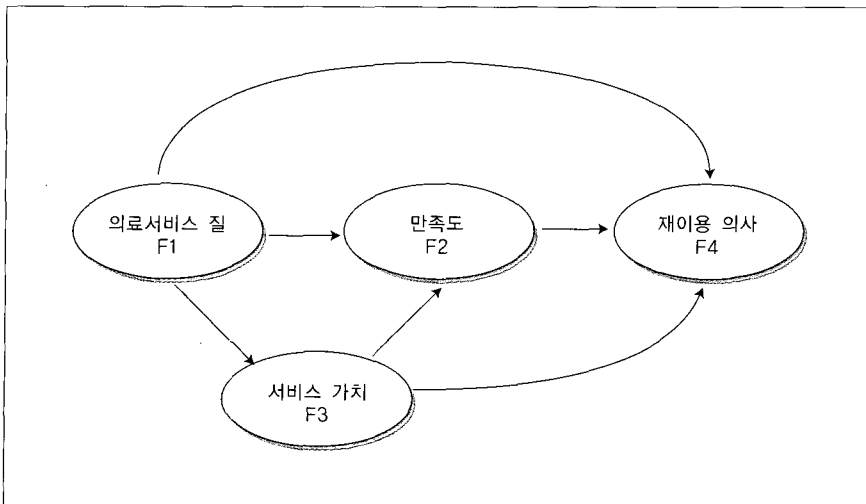 의료서비스 질
F1
만족도
F2
재이용 의사
F4
서비스 가치
F3